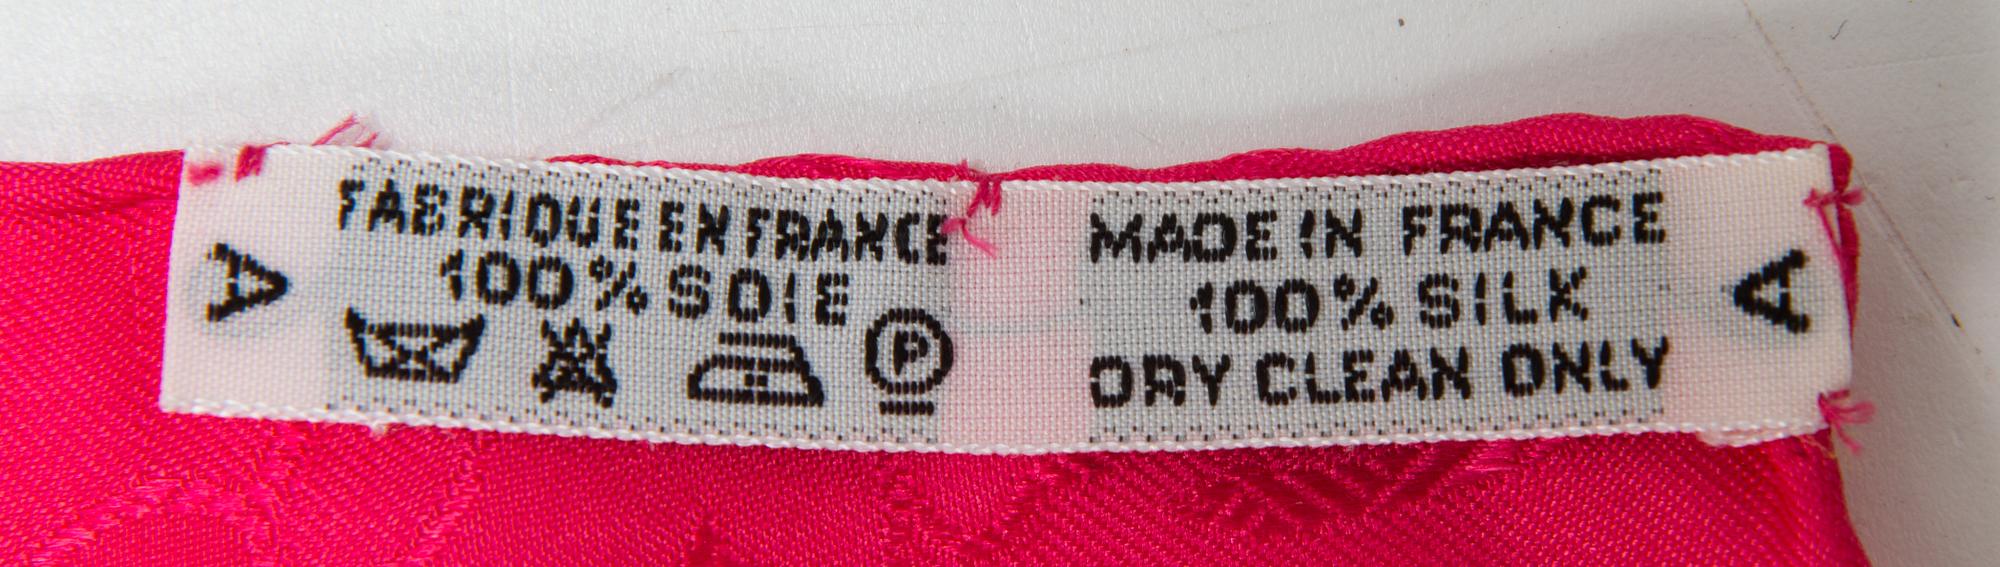 A
FABRIQUE EN FRANCE
100% SOIE
P
MADE IN FRANCE
100% SILK
DRY CLEAN ONLY
A